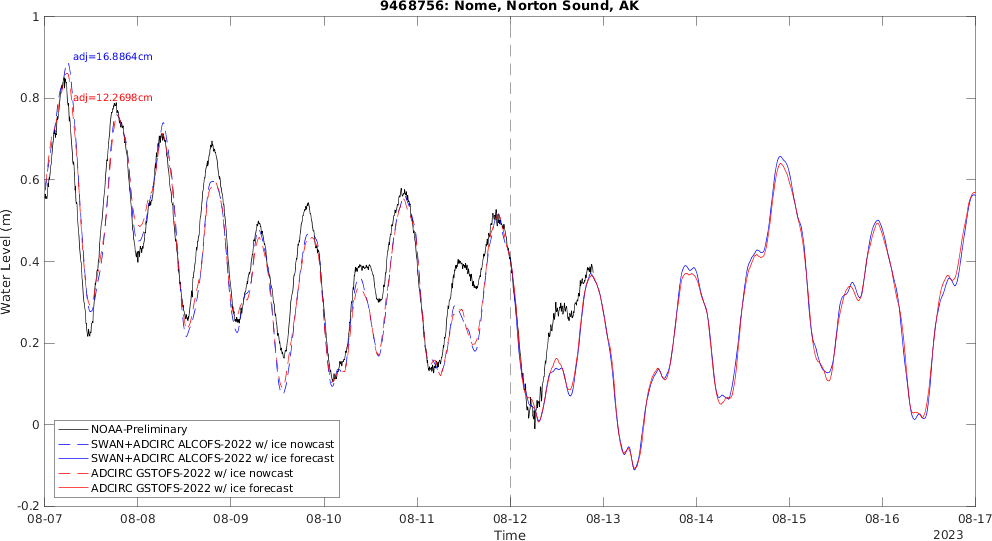 9468756: Nome, Norton Sound, AK
1
0.8
0.6
0.4
0.2
0
-0.2
Water Level (m)
adj=16.8864cm
adj=12.2698cm
NOAA-Preliminary
SWAN+ADCIRC ALCOFS-2022 w/ ice nowcast
SWAN+ADCIRC ALCOFS-2022 w/ ice forecast
ADCIRC GSTOFS-2022 w/ ice nowcast
ADCIRC GSTOFS-2022 w/ ice forecast
08-07 08-08 08-09 08-10 08-11 08-12 08-13 08-14 08-15 08-16 08-17
Time
2023